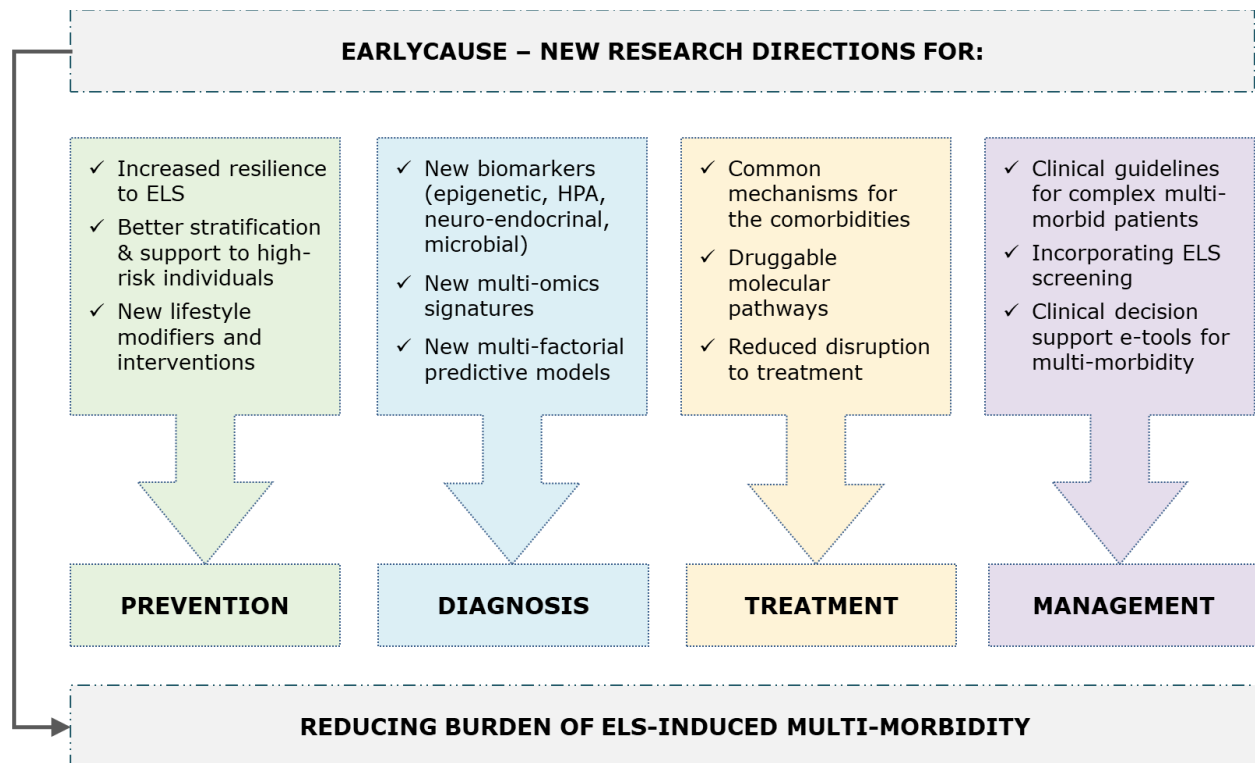 EARLYCAUSE – NEW RESEARCH DIRECTIONS FOR:
✓ Increased resilience
to ELS
✓ Better stratification
& support to high-
risk individuals
✓ New lifestyle
modifiers and
interventions
✓ New biomarkers
(epigenetic, HPA,
neuro-endocrinal,
microbial)
✓ New multi-omics
signatures
✓ New multi-factorial
predictive models
✓ Common
mechanisms for
the comorbidities
✓ Druggable
molecular
pathways
✓ Reduced disruption
to treatment
✓ Clinical guidelines
for complex multi-
morbid patients
✓ Incorporating ELS
screening
✓ Clinical decision
support e-tools for
multi-morbidity
PREVENTION
DIAGNOSIS
TREATMENT
MANAGEMENT
REDUCING BURDEN OF ELS-INDUCED MULTI-MORBIDITY